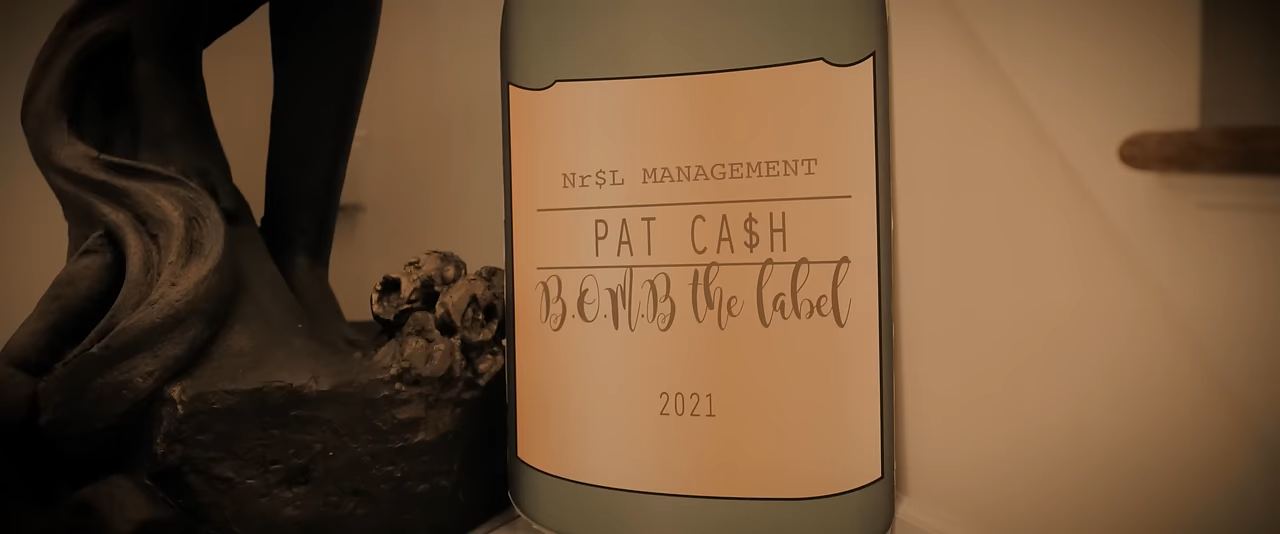 Nr$L MANAGEMENT
PAT CA$H
B.O.M.B the label
2021